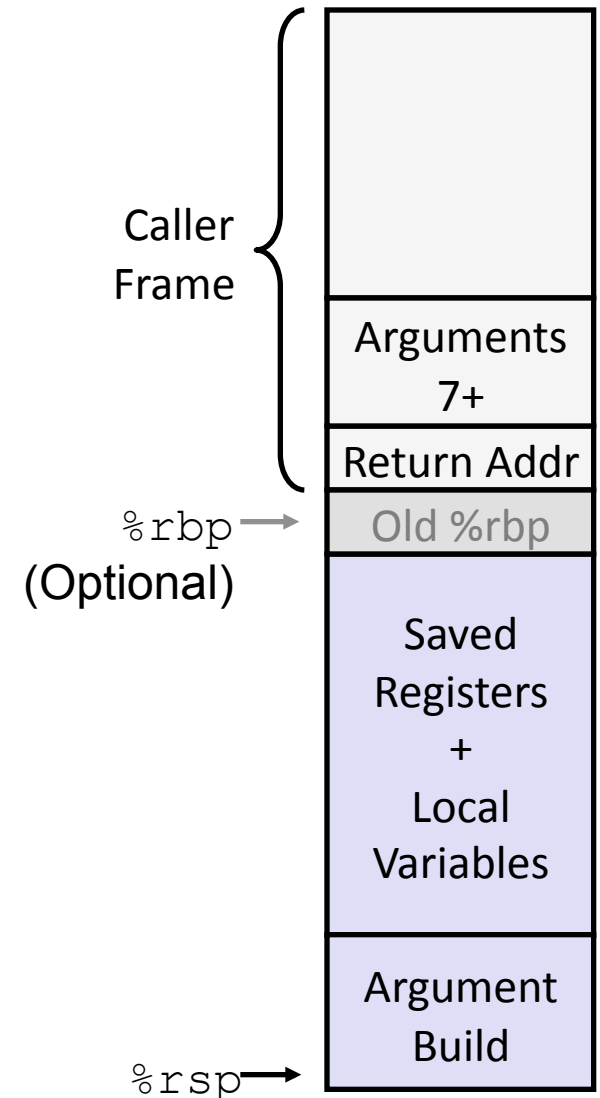 Caller
Frame
Arguments
7+
Return Addr
%rbp
(Optional)
Old %rbp
Saved
Registers
+
Local
Variables
Argument
Build
%rsp